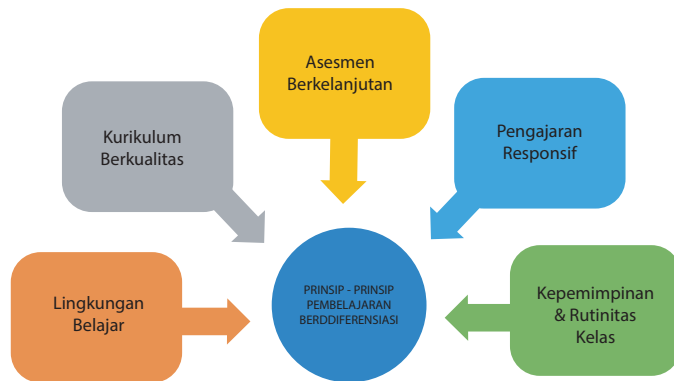 Asesmen
Berkelanjutan
Kurikulum
Berkualitas
Pengajaran
Responsif
PRINSIP - PRINSIP
PEMBELAJARAN
BERDDIFERENSIASI
Lingkungan
Belajar
Kepemimpinan
& Rutinitas
Kelas